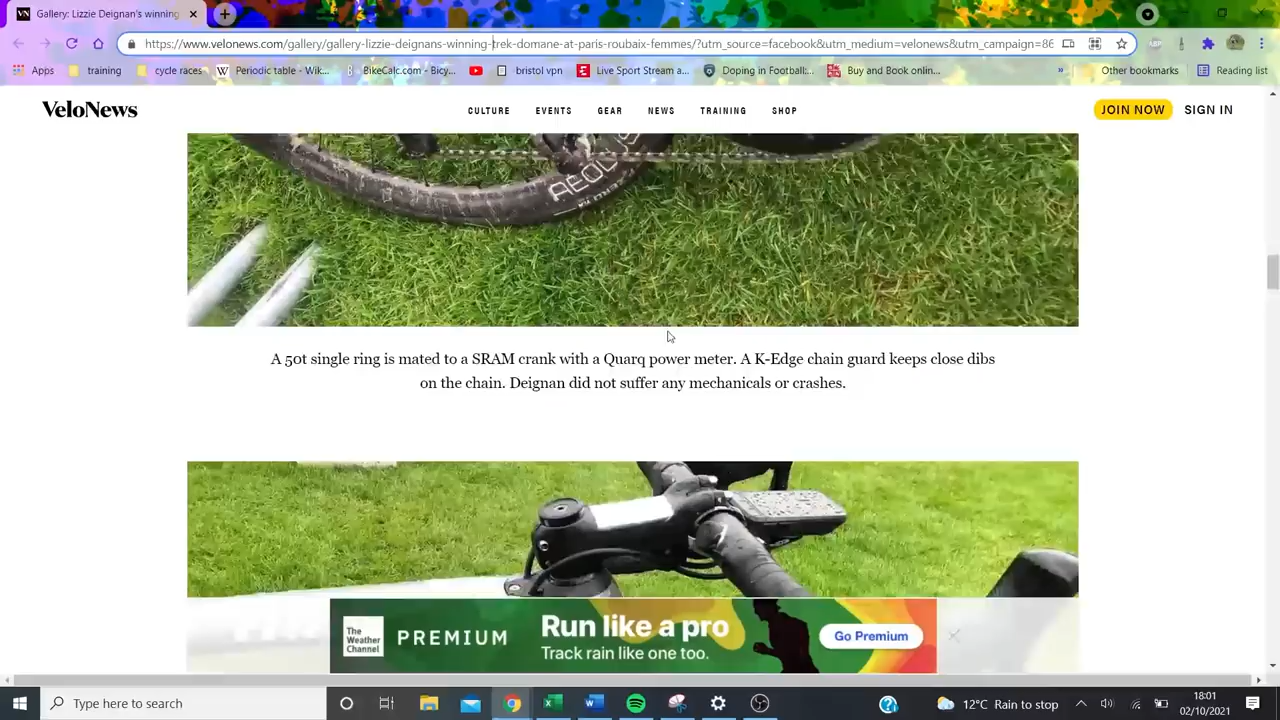 VN Gallery: Lizzie Deignan's winning
https://www.velonews.com/gallery/gallery-lizzie-deignans-winning-trek-domane-at-paris-roubaix-femmes/?utm_source=facebook&utm_medium=velonews&utm_campaign=86
Apps training cycle races W Periodic table - Wik... BikeCalc.com - Bicy... bristol vpn Live Sport Stream a... Doping in Football:... Buy and Book onlin... » Other bookmarks Reading list
VeloNews CULTURE EVENTS GEAR NEWS TRAINING SHOP JOIN NOW SIGN IN
AEOLUS
A 50t single ring is mated to a SRAM crank with a Quarq power meter. A K-Edge chain guard keeps close dibs
on the chain. Deignan did not suffer any mechanicals or crashes.
The
Weather
Channel
PREMIUM
Run like a pro
Track rain like one too.
Go Premium
Type here to search
12°C Rain to stop
18:01
02/10/2021